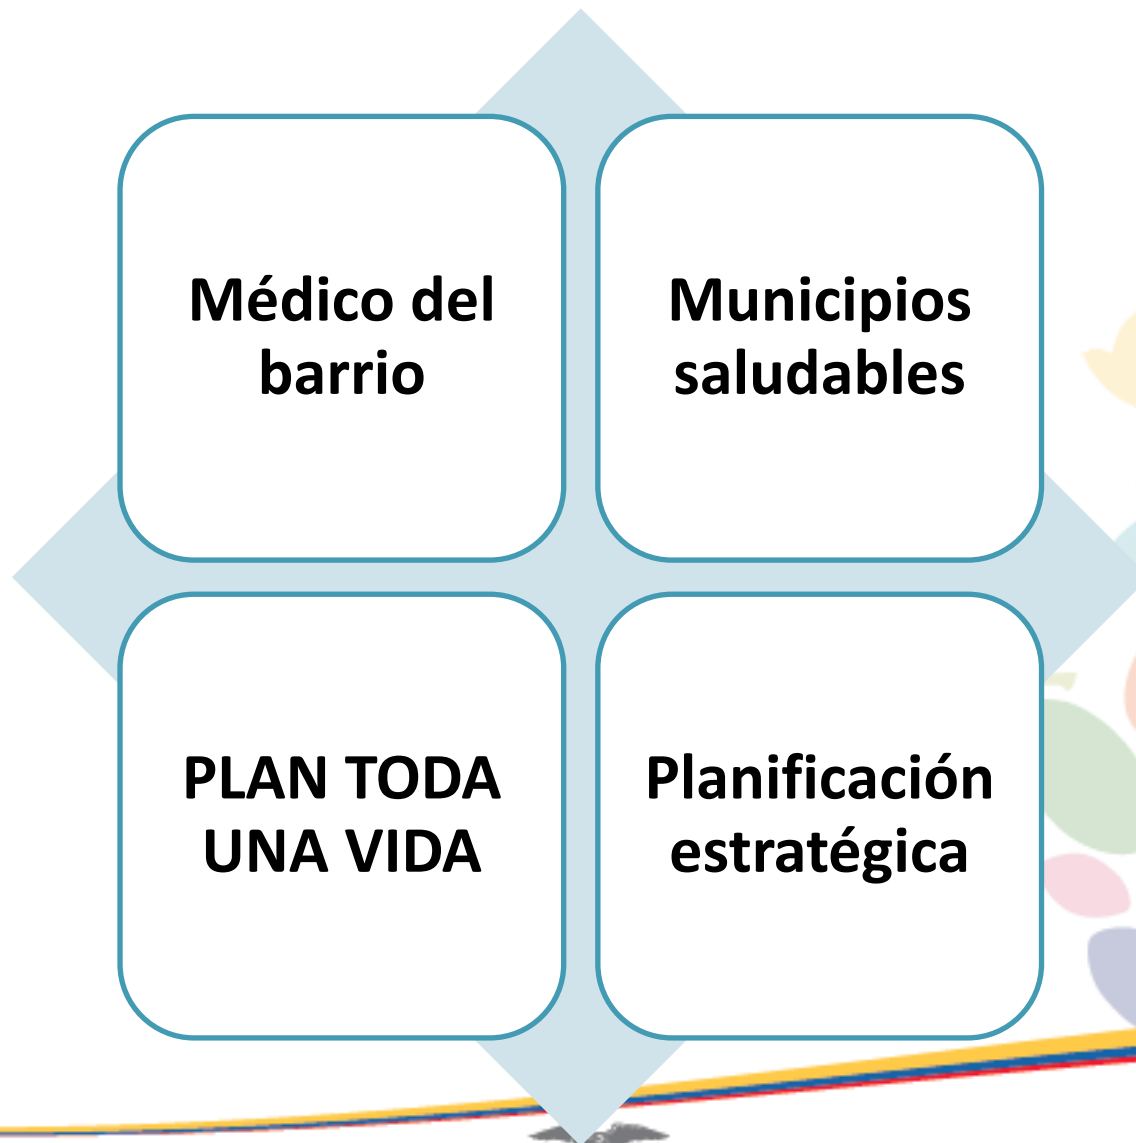 Médico del
barrio
Municipios
saludables
PLAN TODA
UNA VIDA
Planificación
estratégica